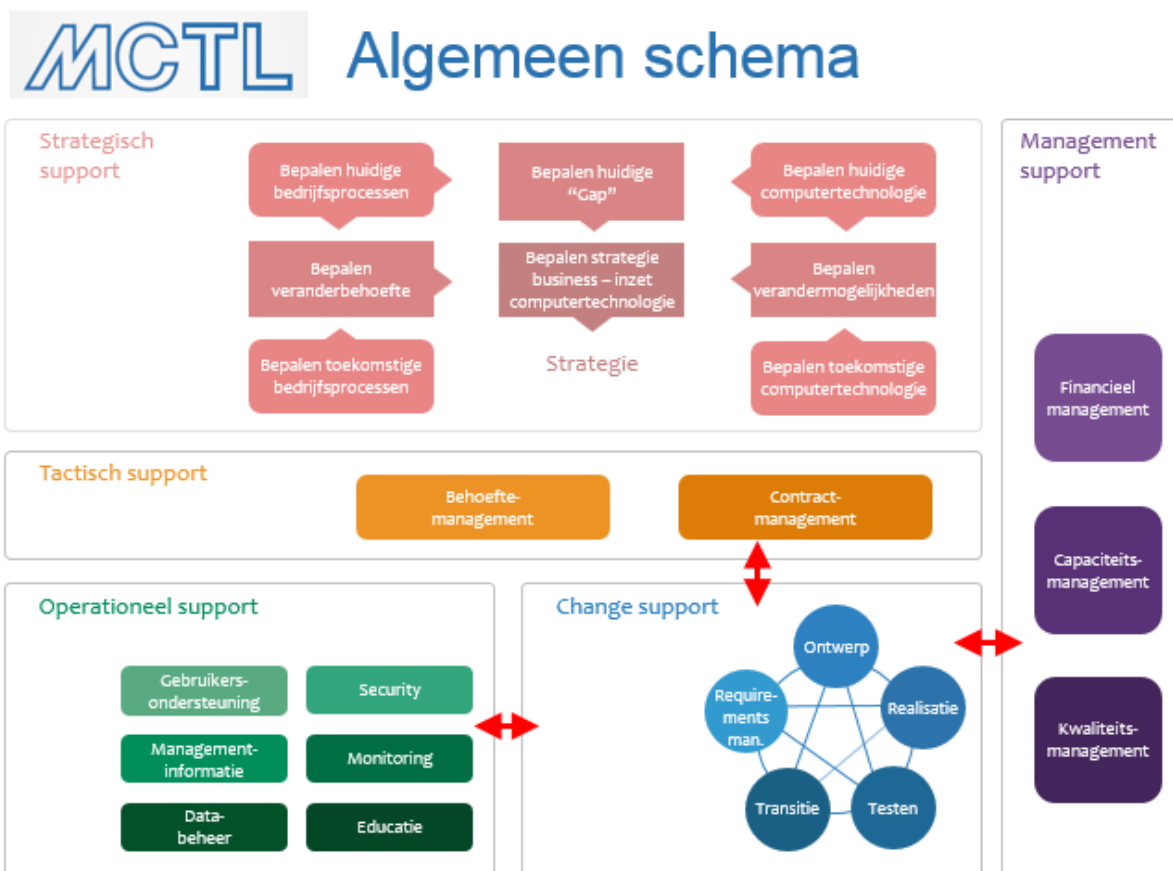 MCTL
Algemeen schema
Strategisch
support
Bepalen huidige
bedrijfsprocessen
Bepalen huidige
“Gap”
Bepalen huidige
computertechnologie
Bepalen
veranderbehoefte
Bepalen strategie
business – inzet
computertechnologie
Bepalen
verandermogelijkheden
Bepalen toekomstige
bedrijfsprocessen
Strategie
Bepalen toekomstige
computertechnologie
Tactisch support
Behoefte-
management
Contract-
management
Operationeel support
Gebruikers-
ondersteuning
Security
Management-
informatie
Monitoring
Data-
beheer
Educatie
Change support
Ontwerp
Require-
ments
man.
Realisatie
Transitie
Testen
Management
support
Financieel
management
Capaciteits-
management
Kwaliteits-
management